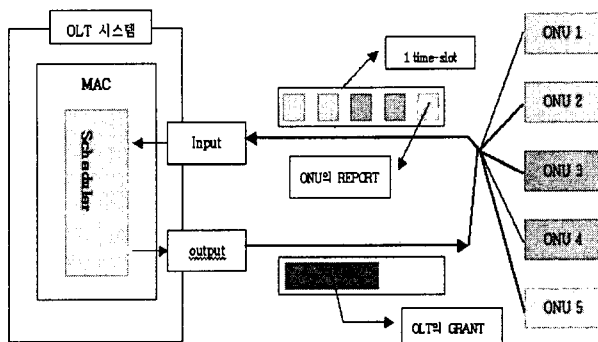 OLT 시스템
MAC
Schadular
Input
output
1 time-slot
ONU의 REPORT
OLT의 GRANT
ONU 1
ONU 2
ONU 3
ONU 4
ONU 5